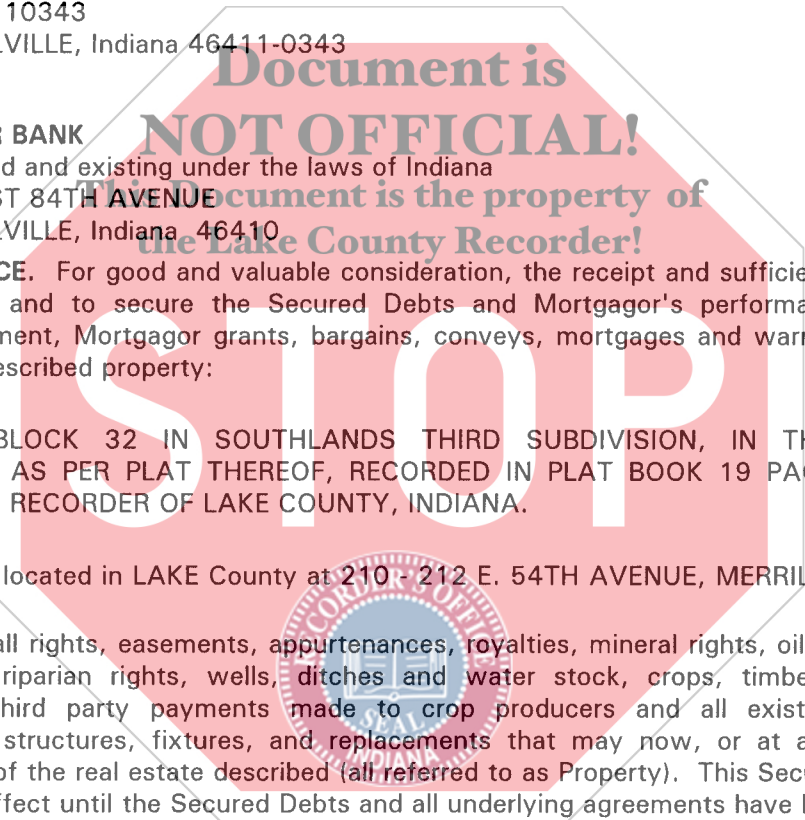 10343
LVILLE, Indiana 46411-0343
Document is
NOT OFFICIAL!
R BANK
d and existing under the laws of Indiana
ST 84TH AVENUE
This Document is the property of
LVILLE, Indiana 46410
the Lake County Recorder!
CE. For good and valuable consideration, the receipt and sufficie
and to secure the Secured Debts and Mortgagor's performa
ment, Mortgagor grants, bargains, conveys, mortgages and warr
escribed property:
STOP
BLOCK 32 IN SOUTHLANDS THIRD SUBDIVISION, IN TH
AS PER PLAT THEREOF, RECORDED IN PLAT BOOK 19 PAG
RECORDER OF LAKE COUNTY, INDIANA.
located in LAKE County at 210 - 212 E. 54TH AVENUE, MERRIL
RECORDER'S OFFICE
all rights, easements, appurtenances, royalties, mineral rights, oil
riparian rights, wells, ditches and water stock, crops, timbe
hird party payments made to crop producers and all exist
SEAL
structures, fixtures, and replacements that may now, or at a
INDIANA
of the real estate described (all referred to as Property). This Secu
ffect until the Secured Debts and all underlying agreements have